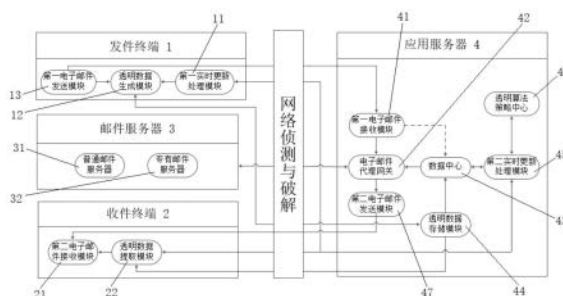 发件终端 1
11
第一电子邮件
发送模块
透明数据
生成模块
第一实时更新
处理模块
13
12
邮件服务器 3
31
普通邮件
服务器
专有邮件
服务器
32
收件终端 2
第二电子邮
件接收模块
透明数据
提取模块
21
22
网络侦测与破解
41
42
应用服务器 4
第一电子邮件
接收模块
透明算法
策略中心
电子邮件
代理网关
数据中心
第二实时更新
处理模块
第二电子邮件
发送模块
透明数据
存储模块
47
44